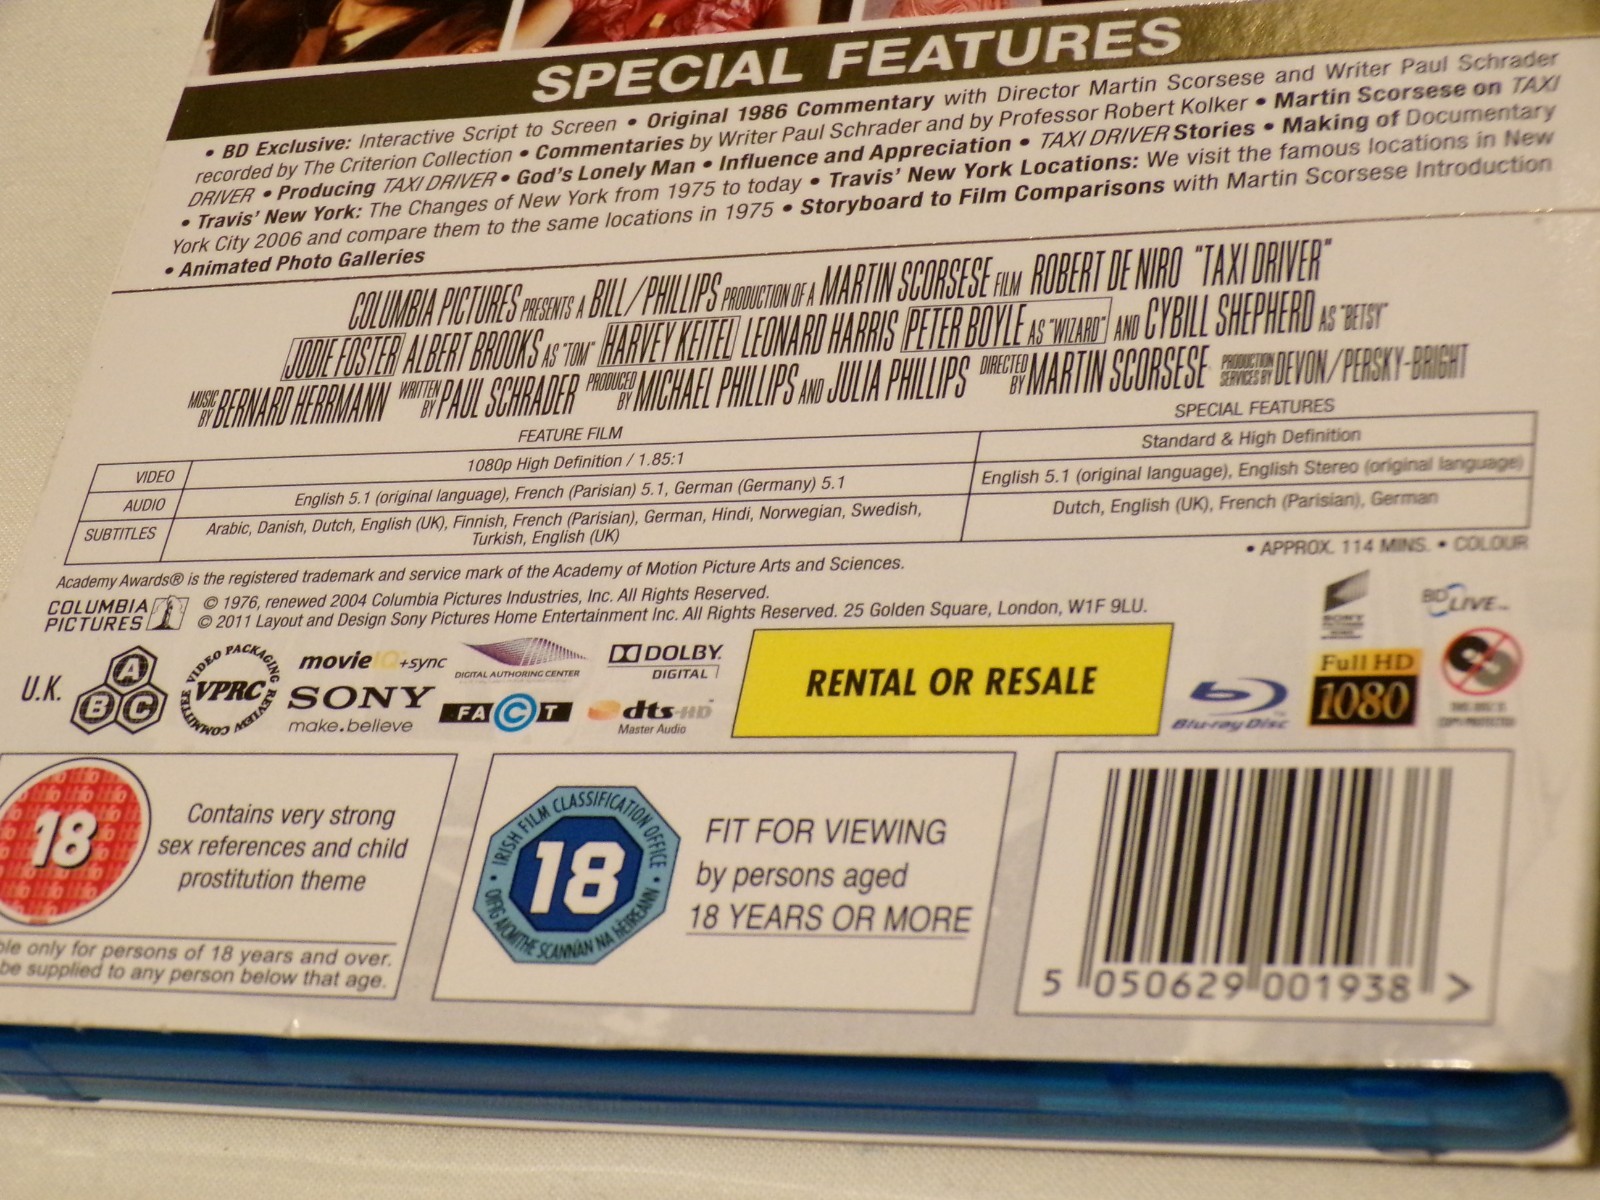 SPECIAL FEATURES
• BD Exclusive: Interactive Script to Screen • Original 1986 Commentary with Director Martin Scorsese and Writer Paul Schrader
recorded by The Criterion Collection • Commentaries by Writer Paul Schrader and by Professor Robert Kolker • Martin Scorsese on TAXI
DRIVER • Producing TAXI DRIVER • God's Lonely Man • Influence and Appreciation • TAXI DRIVER Stories • Making of Documentary
• Travis' New York: The Changes of New York from 1975 to today • Travis' New York Locations: We visit the famous locations in New
York City 2006 and compare them to the same locations in 1975 • Storyboard to Film Comparisons with Martin Scorsese Introduction
• Animated Photo Galleries
COLUMBIA PICTURES PRESENTS A BILL/PHILLIPS PRODUCTION OF A MARTIN SCORSESE FILM ROBERT DE NIRO "TAXI DRIVER"
JODIE FOSTER ALBERT BROOKS AS "TOM" HARVEY KEITEL LEONARD HARRIS PETER BOYLE AS "WIZARD" AND CYBILL SHEPHERD AS "BETSY"
MUSIC BY BERNARD HERRMANN WRITTEN BY PAUL SCHRADER PRODUCED BY MICHAEL PHILLIPS AND JULIA PHILLIPS DIRECTED BY MARTIN SCORSESE PRODUCTION SERVICES BY DEVON/PERSKY-BRIGHT
FEATURE FILM SPECIAL FEATURES
VIDEO 1080p High Definition / 1.85:1 Standard & High Definition
AUDIO English 5.1 (original language), French (Parisian) 5.1, German (Germany) 5.1 English 5.1 (original language), English Stereo (original language)
SUBTITLES Arabic, Danish, Dutch, English (UK), Finnish, French (Parisian), German, Hindi, Norwegian, Swedish, Dutch, English (UK), French (Parisian), German
Turkish, English (UK)
• APPROX. 114 MINS. • COLOUR
Academy Awards® is the registered trademark and service mark of the Academy of Motion Picture Arts and Sciences.
COLUMBIA PICTURES
© 1976, renewed 2004 Columbia Pictures Industries, Inc. All Rights Reserved.
© 2011 Layout and Design Sony Pictures Home Entertainment Inc. All Rights Reserved. 25 Golden Square, London, W1F 9LU.
SONY
BD LIVE™
U.K.
A B C
VIDEO PACKAGING REVIEW COMMITTEE
VPRC
movieIQ+sync
SONY
make.believe
DIGITAL AUTHORING CENTER
FACT
DOLBY
DIGITAL
dts-HD
Master Audio
RENTAL OR RESALE
Blu-ray Disc
Full HD
1080
THIS DISC IS
COPY PROTECTED
18
Contains very strong
sex references and child
prostitution theme
only for persons of 18 years and over.
be supplied to any person below that age.
IRISH FILM CLASSIFICATION OFFICE
18
OIFIG AICMITHE SCANNÁN NA hÉIREANN
FIT FOR VIEWING
by persons aged
18 YEARS OR MORE
5 050629 001938 >